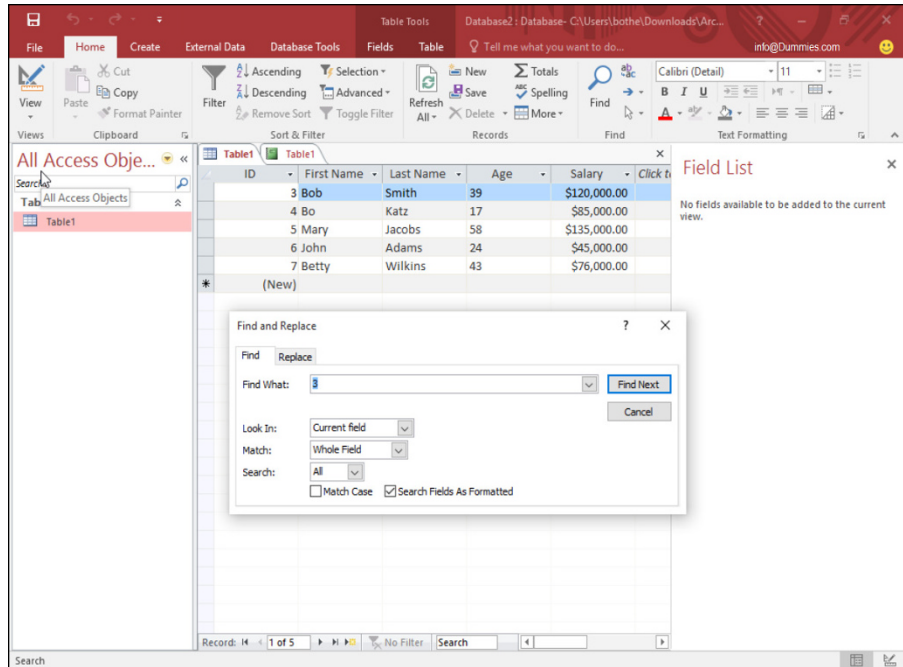 Table Tools
Database2 : Database- C:\Users\bothe\Downloads\Arc...
?
File Home Create External Data Database Tools Fields Table Tell me what you want to do... info@Dummies.com
View
Views
Paste
Cut
Copy
Format Painter
Clipboard
Filter
Ascending
Descending
Remove Sort
Selection
Advanced
Toggle Filter
Sort & Filter
Refresh
All
New
Save
Delete
Totals
Spelling
More
Records
Find
Find
Calibri (Detail) 11
B I U
Text Formatting
All Access Obje...
All Access Objects
Table1
Table1 Table1
ID First Name Last Name Age Salary
3 Bob Smith 39 $120,000.00
4 Bo Katz 17 $85,000.00
5 Mary Jacobs 58 $135,000.00
6 John Adams 24 $45,000.00
7 Betty Wilkins 43 $76,000.00
(New)
Field List
No fields available to be added to the current
view.
Find and Replace ?
Find Replace
Find What: 3 Find Next
Cancel
Look In: Current field
Match: Whole Field
Search: All
Match Case Search Fields As Formatted
Record: 1 of 5 No Filter Search
Search